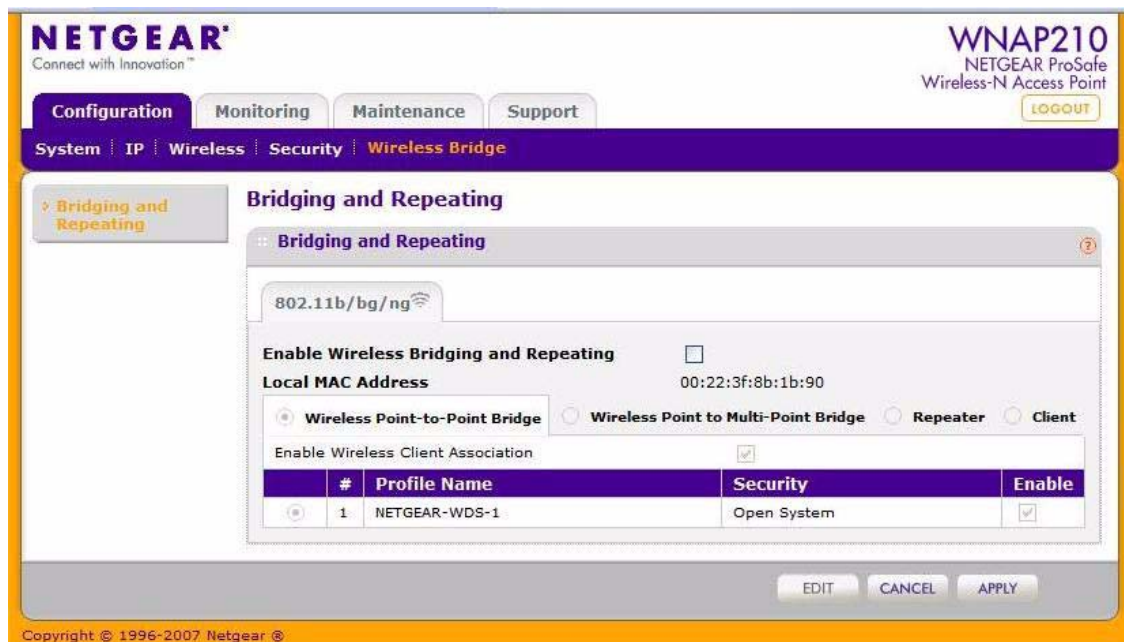 NETGEAR
Connect with Innovation™
WNAP210
NETGEAR ProSafe
Wireless-N Access Point
LOGOUT
Configuration Monitoring Maintenance Support
System IP Wireless Security Wireless Bridge
Bridging and Repeating
Bridging and Repeating
Bridging and Repeating
802.11b/bg/ng
Enable Wireless Bridging and Repeating
Local MAC Address 00:22:3f:8b:1b:90
Wireless Point-to-Point Bridge Wireless Point to Multi-Point Bridge Repeater Client
Enable Wireless Client Association
# Profile Name Security Enable
1 NETGEAR-WDS-1 Open System
EDIT CANCEL APPLY
Copyright © 1996-2007 Netgear ®